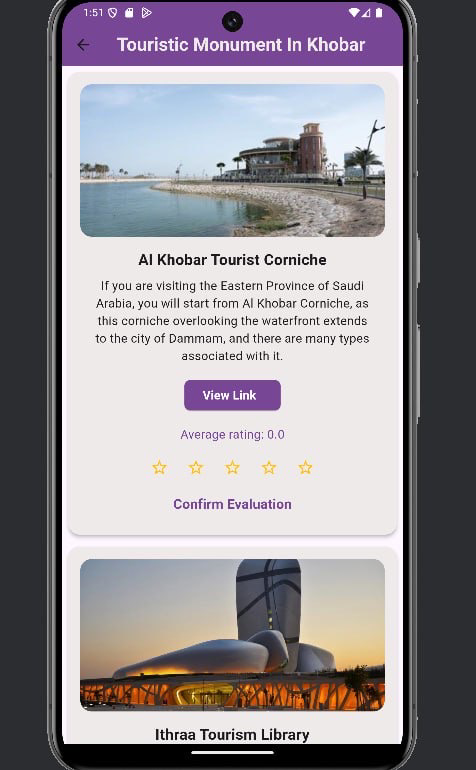 1:51
Touristic Monument In Khobar
Al Khobar Tourist Corniche
If you are visiting the Eastern Province of Saudi
Arabia, you will start from Al Khobar Corniche, as
this corniche overlooking the waterfront extends
to the city of Dammam, and there are many types
associated with it.
View Link
Average rating: 0.0
Confirm Evaluation
Ithraa Tourism Library